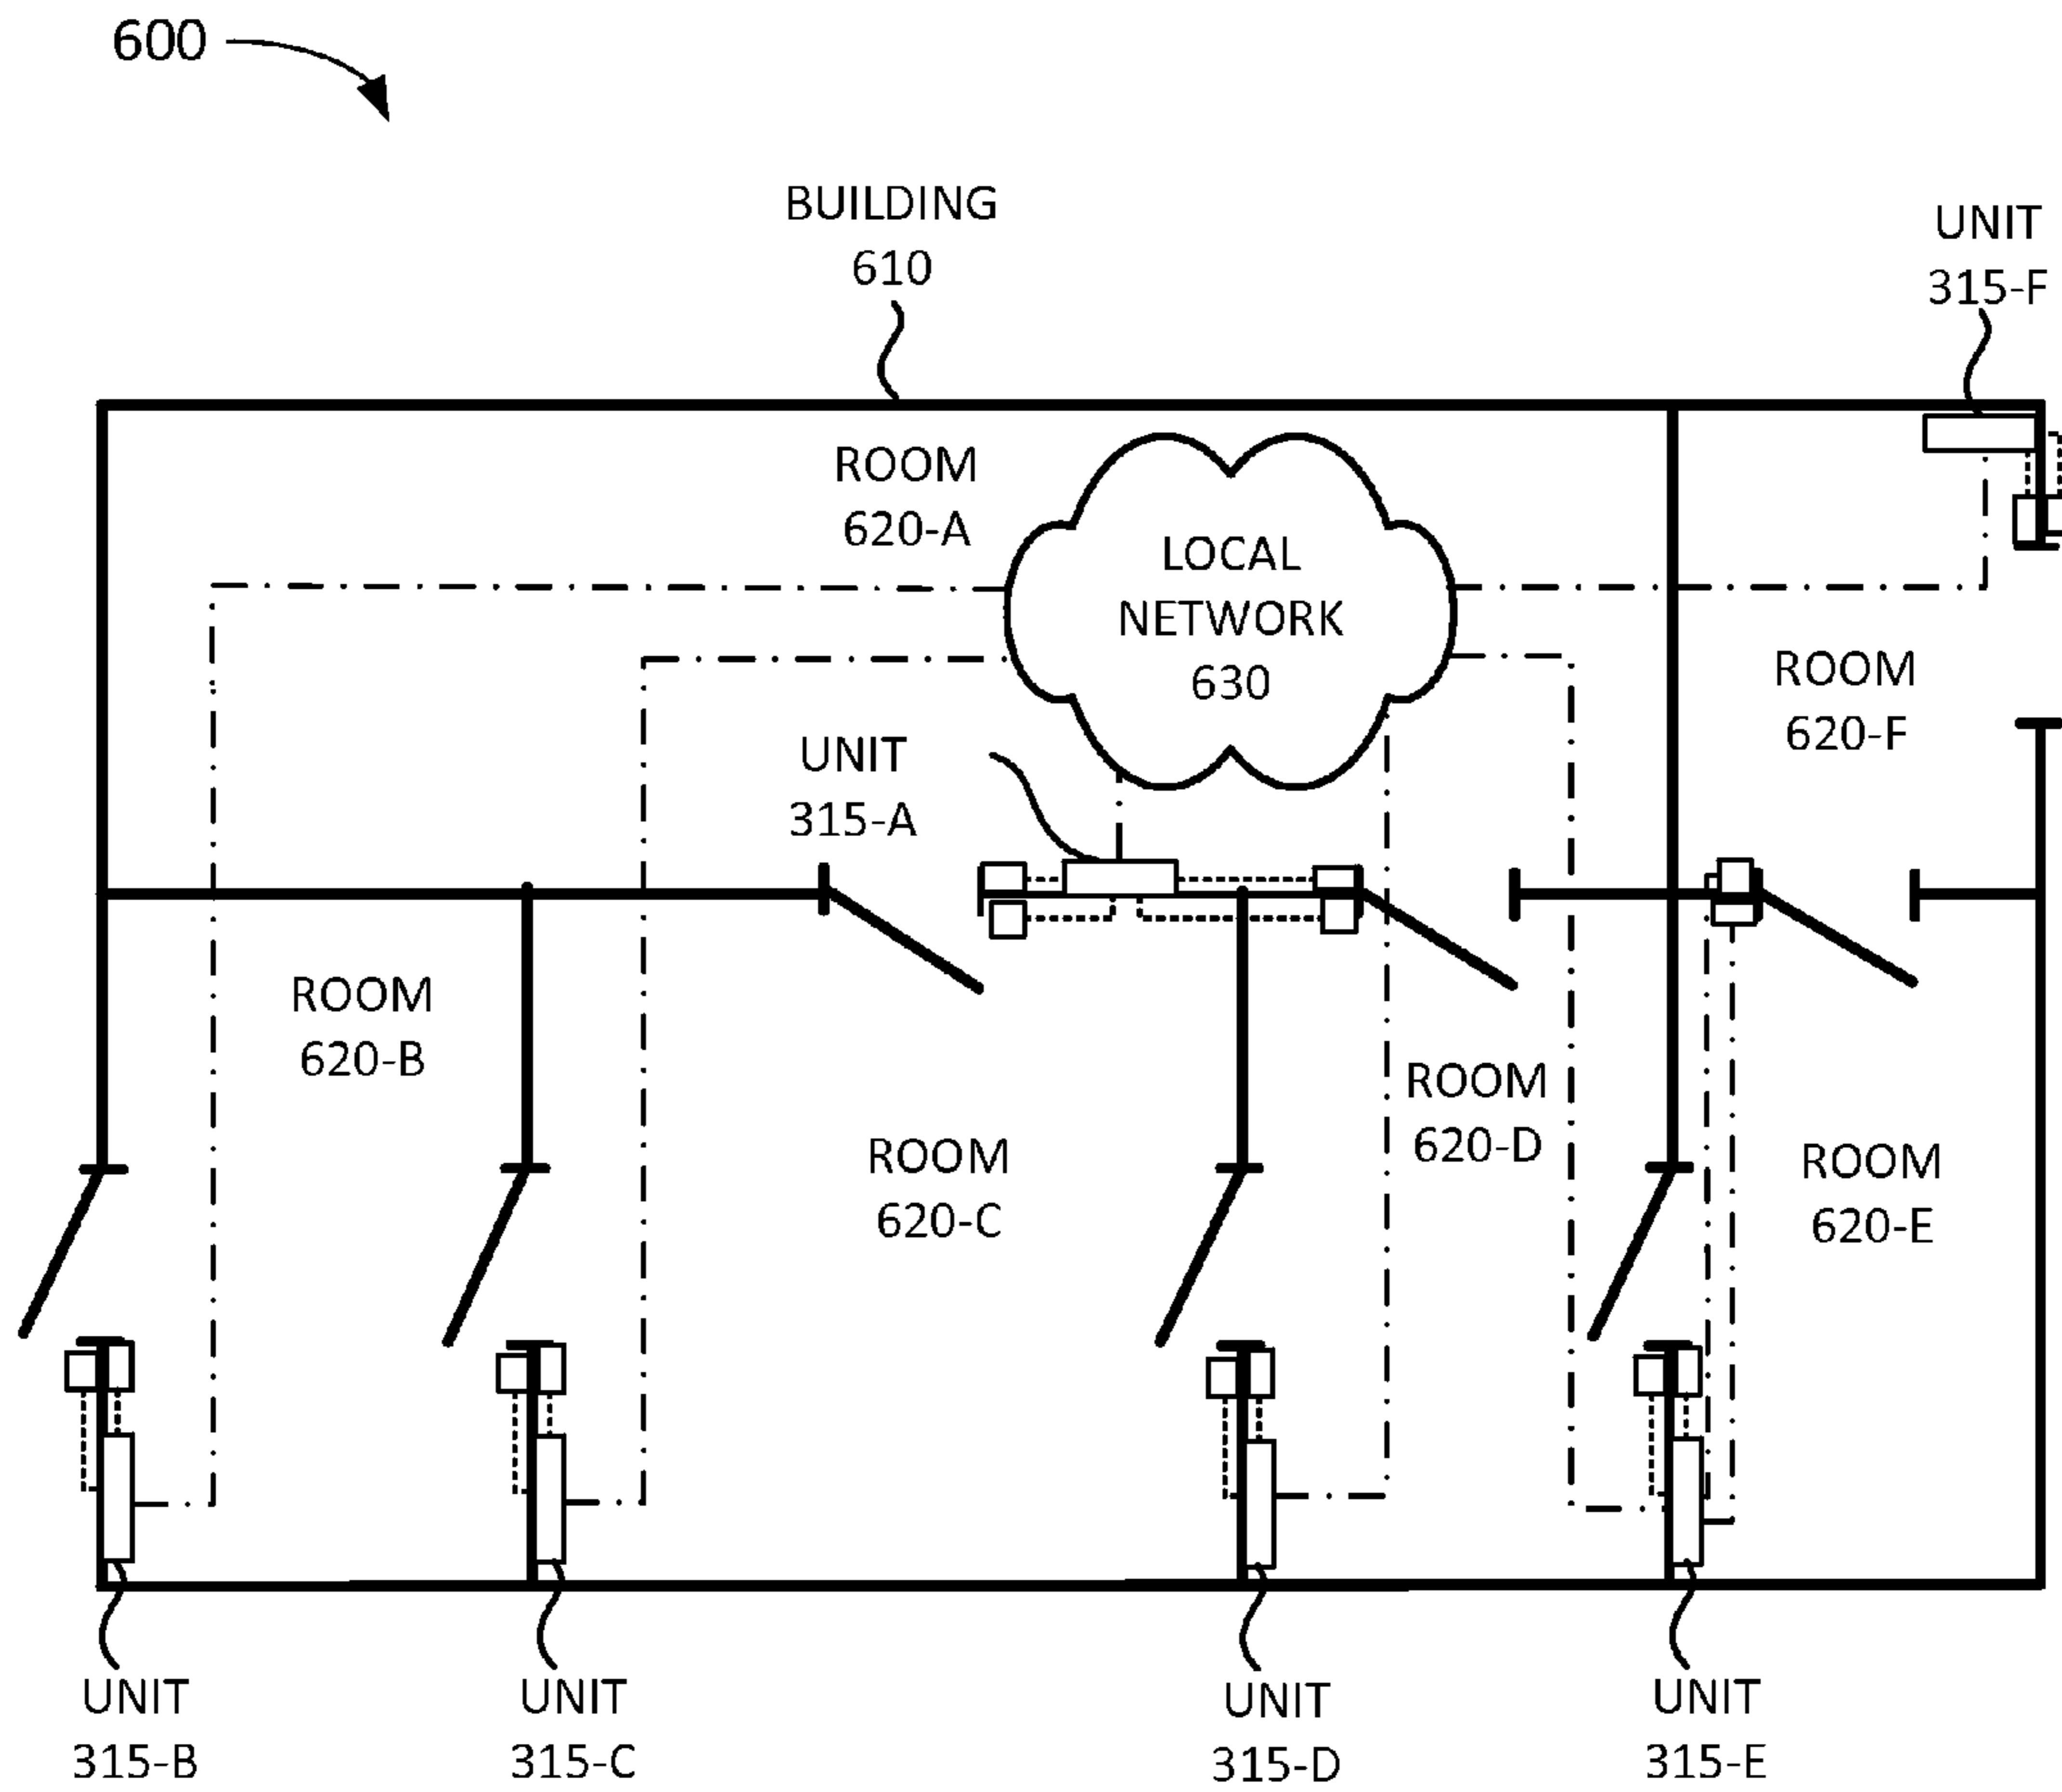 600
BUILDING
610
UNIT
315-F
ROOM
620-A
LOCAL
NETWORK
630
ROOM
620-F
UNIT
315-A
ROOM
620-B
ROOM
620-C
ROOM
620-D
ROOM
620-E
UNIT
315-B
UNIT
315-C
UNIT
315-D
UNIT
315-E